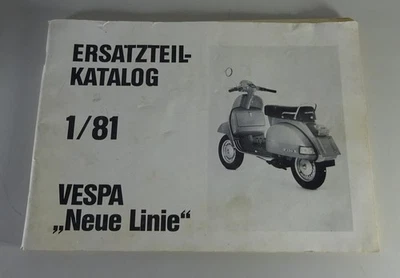 ERSATZTEIL-
KATALOG
1/81
VESPA
„Neue Linie“